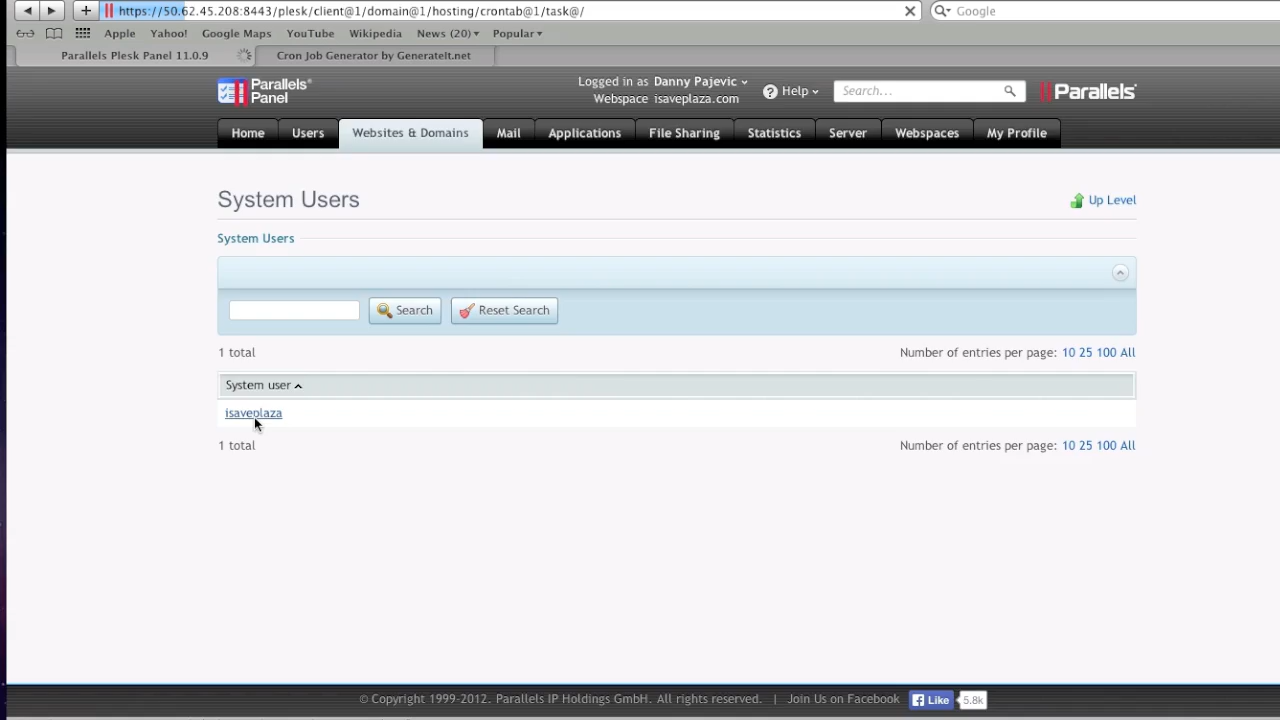 https://50.62.45.208:8443/plesk/client@1/domain@1/hosting/crontab@1/task@/
Google
Apple Yahoo! Google Maps YouTube Wikipedia News (20) Popular
Parallels Plesk Panel 11.0.9
Cron Job Generator by GenerateIt.net
Parallels® Panel
Logged in as Danny Pajevic
Webspace isaveplaza.com
Help
Search...
Parallels®
Home Users Websites & Domains Mail Applications File Sharing Statistics Server Webspaces My Profile
System Users
Up Level
System Users
Search Reset Search
1 total
Number of entries per page: 10 25 100 All
System user
isaveplaza
1 total
Number of entries per page: 10 25 100 All
© Copyright 1999-2012. Parallels IP Holdings GmbH. All rights reserved. | Join Us on Facebook Like 5.8k